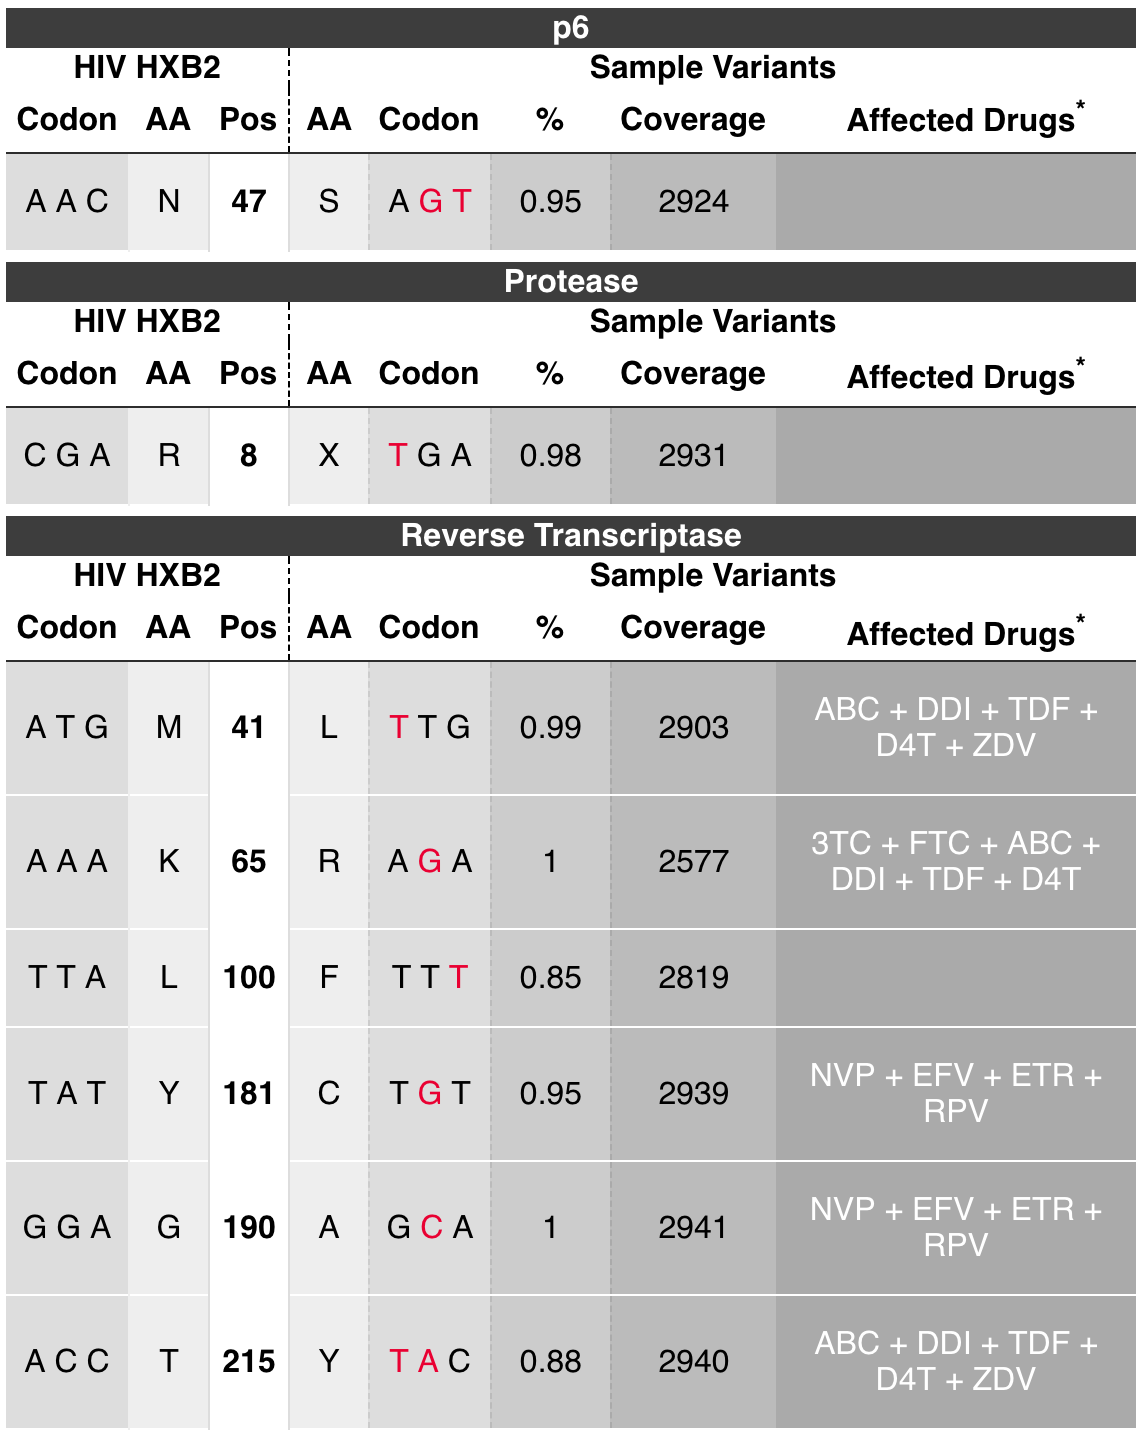 p6
HIV HXB2 Sample Variants
Codon AA Pos AA Codon % Coverage Affected Drugs*
A A C N 47 S A G T 0.95 2924
Protease
HIV HXB2 Sample Variants
Codon AA Pos AA Codon % Coverage Affected Drugs*
C G A R 8 X T G A 0.98 2931
Reverse Transcriptase
HIV HXB2 Sample Variants
Codon AA Pos AA Codon % Coverage Affected Drugs*
A T G M 41 L T T G 0.99 2903 ABC + DDI + TDF +
D4T + ZDV
A A A K 65 R A G A 1 2577 3TC + FTC + ABC +
DDI + TDF + D4T
T T A L 100 F T T T 0.85 2819
T A T Y 181 C T G T 0.95 2939 NVP + EFV + ETR +
RPV
G G A G 190 A G C A 1 2941 NVP + EFV + ETR +
RPV
A C C T 215 Y T A C 0.88 2940 ABC + DDI + TDF +
D4T + ZDV